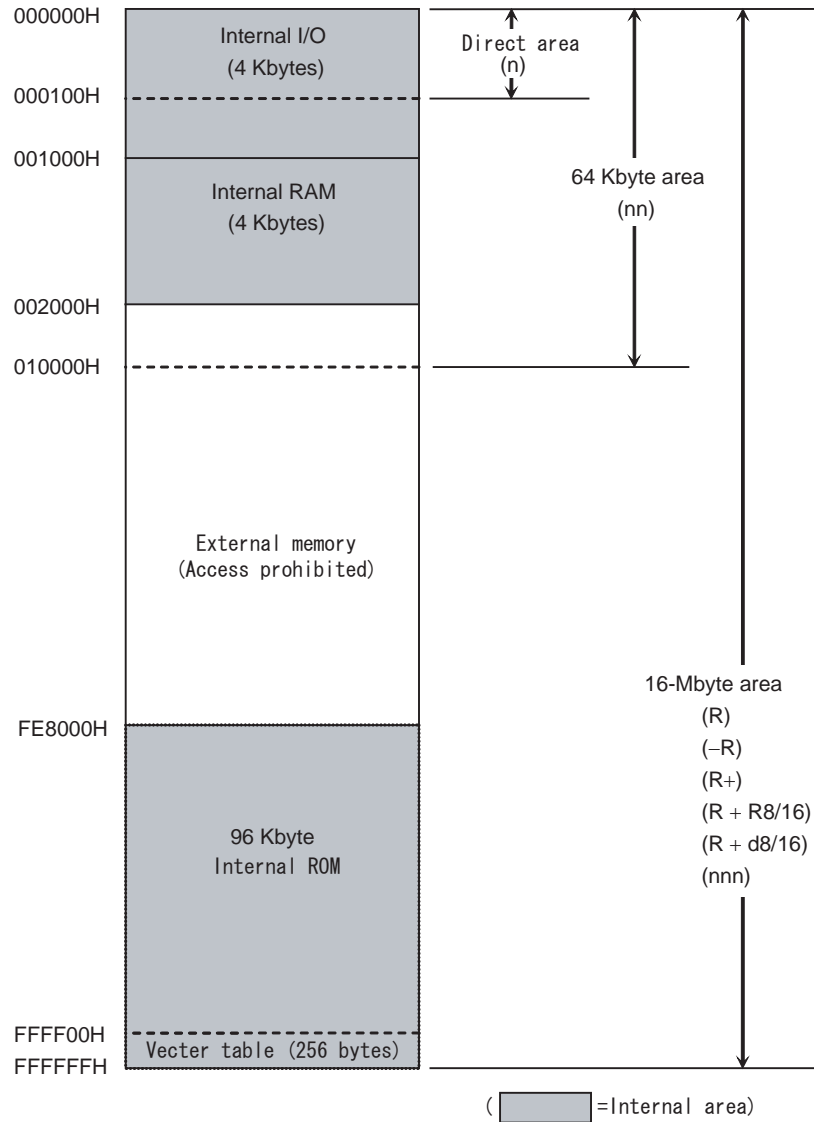 000000H
Internal I/O
(4 Kbytes)
Direct area
(n)
000100H
001000H
Internal RAM
(4 Kbytes)
64 Kbyte area
(nn)
002000H
010000H
External memory
(Access prohibited)
16-Mbyte area
(R)
(−R)
(R+)
(R + R8/16)
(R + d8/16)
(nnn)
FE8000H
96 Kbyte
Internal ROM
FFFF00H
Vecter table (256 bytes)
FFFFFFH
( =Internal area)